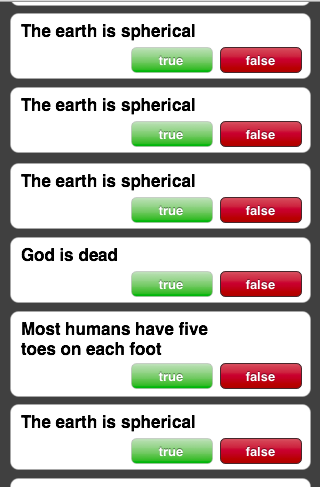 The earth is spherical
true false
The earth is spherical
true false
The earth is spherical
true false
God is dead
true false
Most humans have five
toes on each foot
true false
The earth is spherical
true false